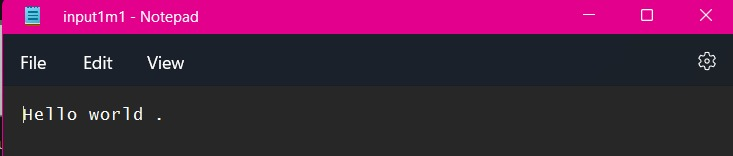 input1m1 - Notepad
File Edit View
Hello world .